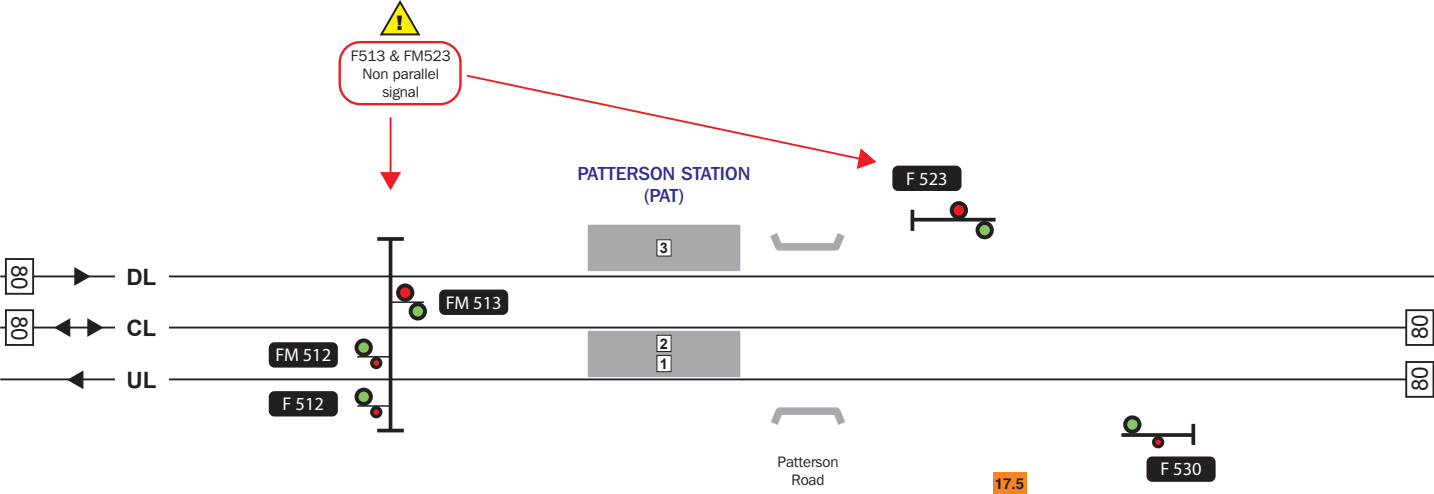 !
F513 & FM523
Non parallel
signal
PATTERSON STATION
(PAT)
F 523
3
80
DL
FM 513
80
CL
80
2
FM 512
1
UL
80
F 512
Patterson
Road
17.5
F 530